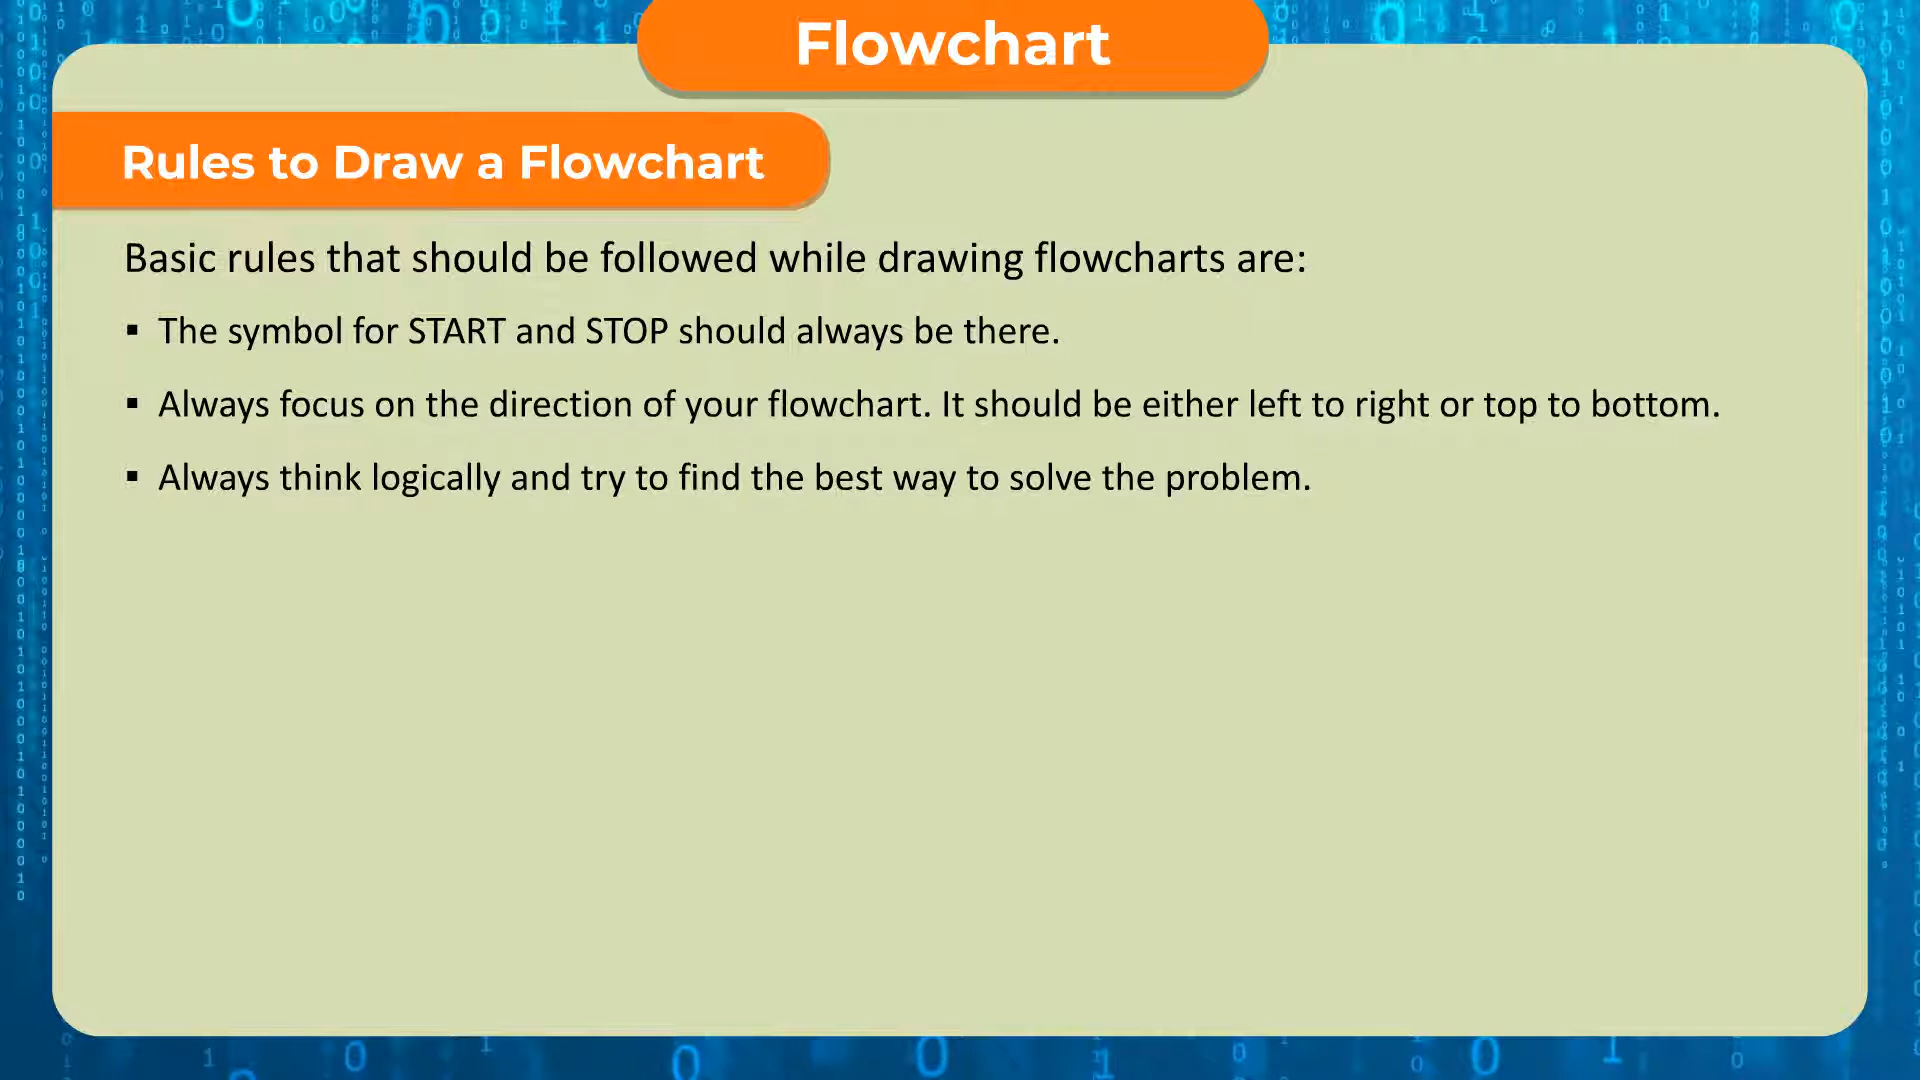 Flowchart
Rules to Draw a Flowchart
Basic rules that should be followed while drawing flowcharts are:
▪ The symbol for START and STOP should always be there.
▪ Always focus on the direction of your flowchart. It should be either left to right or top to bottom.
▪ Always think logically and try to find the best way to solve the problem.